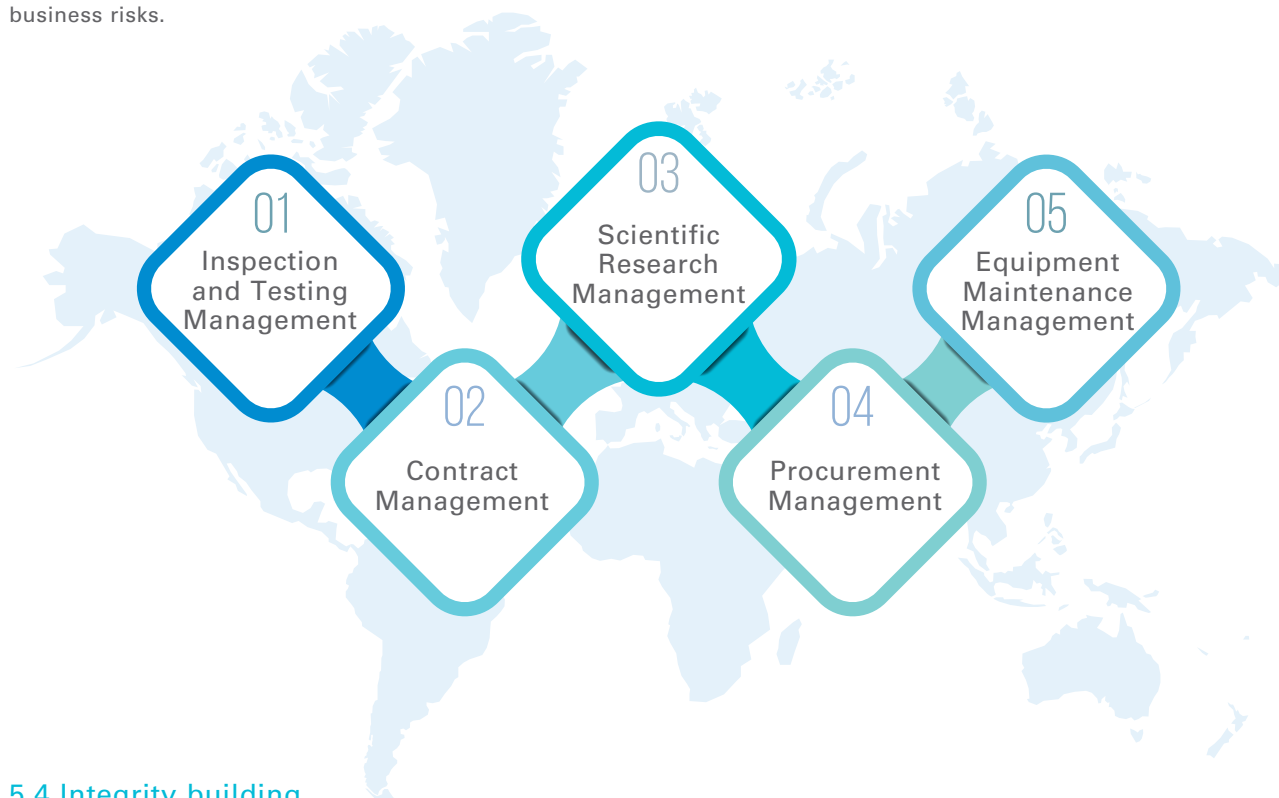 business risks.
01
Inspection
and Testing
Management
02
Contract
Management
03
Scientific
Research
Management
04
Procurement
Management
05
Equipment
Maintenance
Management
5.4 Integrity building